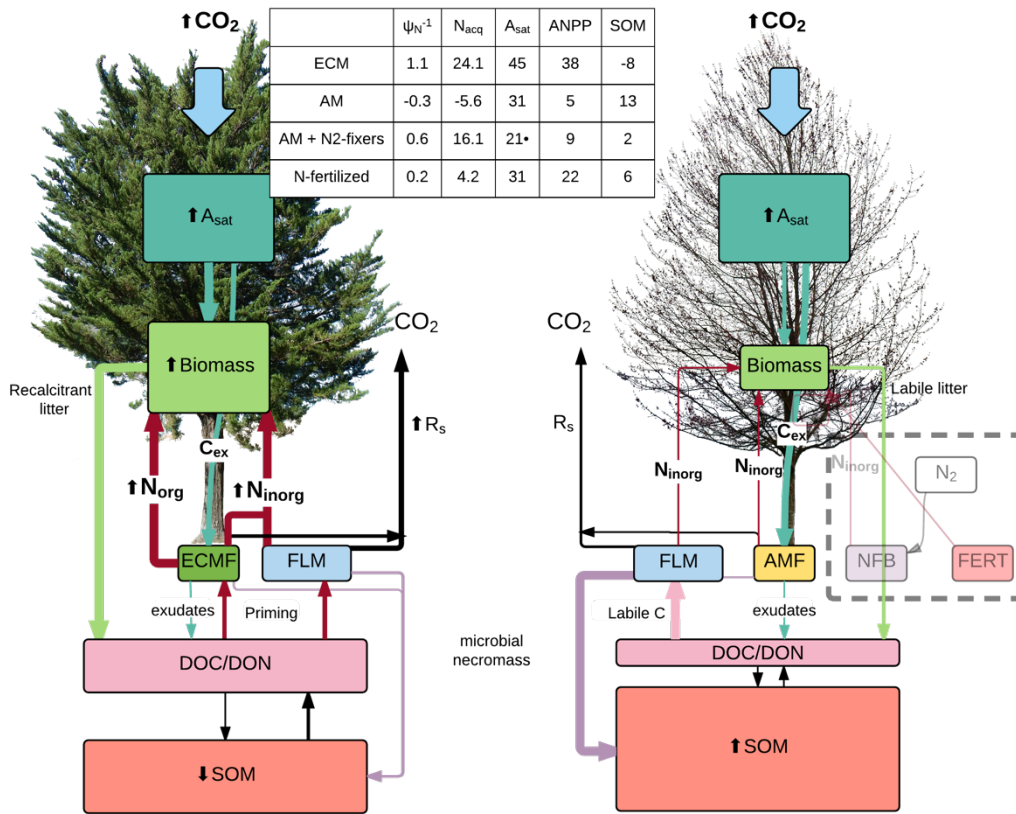 ↑CO₂
ψN⁻¹ Nacq Asat ANPP SOM
ECM 1.1 24.1 45 38 -8
AM -0.3 -5.6 31 5 13
AM + N2-fixers 0.6 16.1 21• 9 2
N-fertilized 0.2 4.2 31 22 6
↑CO₂
↑Asat
↑Asat
CO₂
CO₂
↑Biomass
Biomass
Recalcitrant
litter
Labile litter
↑Rs
Rs
Cex
Cex
↑Norg
↑Ninorg
Ninorg
Ninorg
Ninorg
N₂
ECMF
FLM
FLM
AMF
NFB
FERT
exudates
Priming
Labile C
exudates
microbial
necromass
DOC/DON
DOC/DON
↓SOM
↑SOM